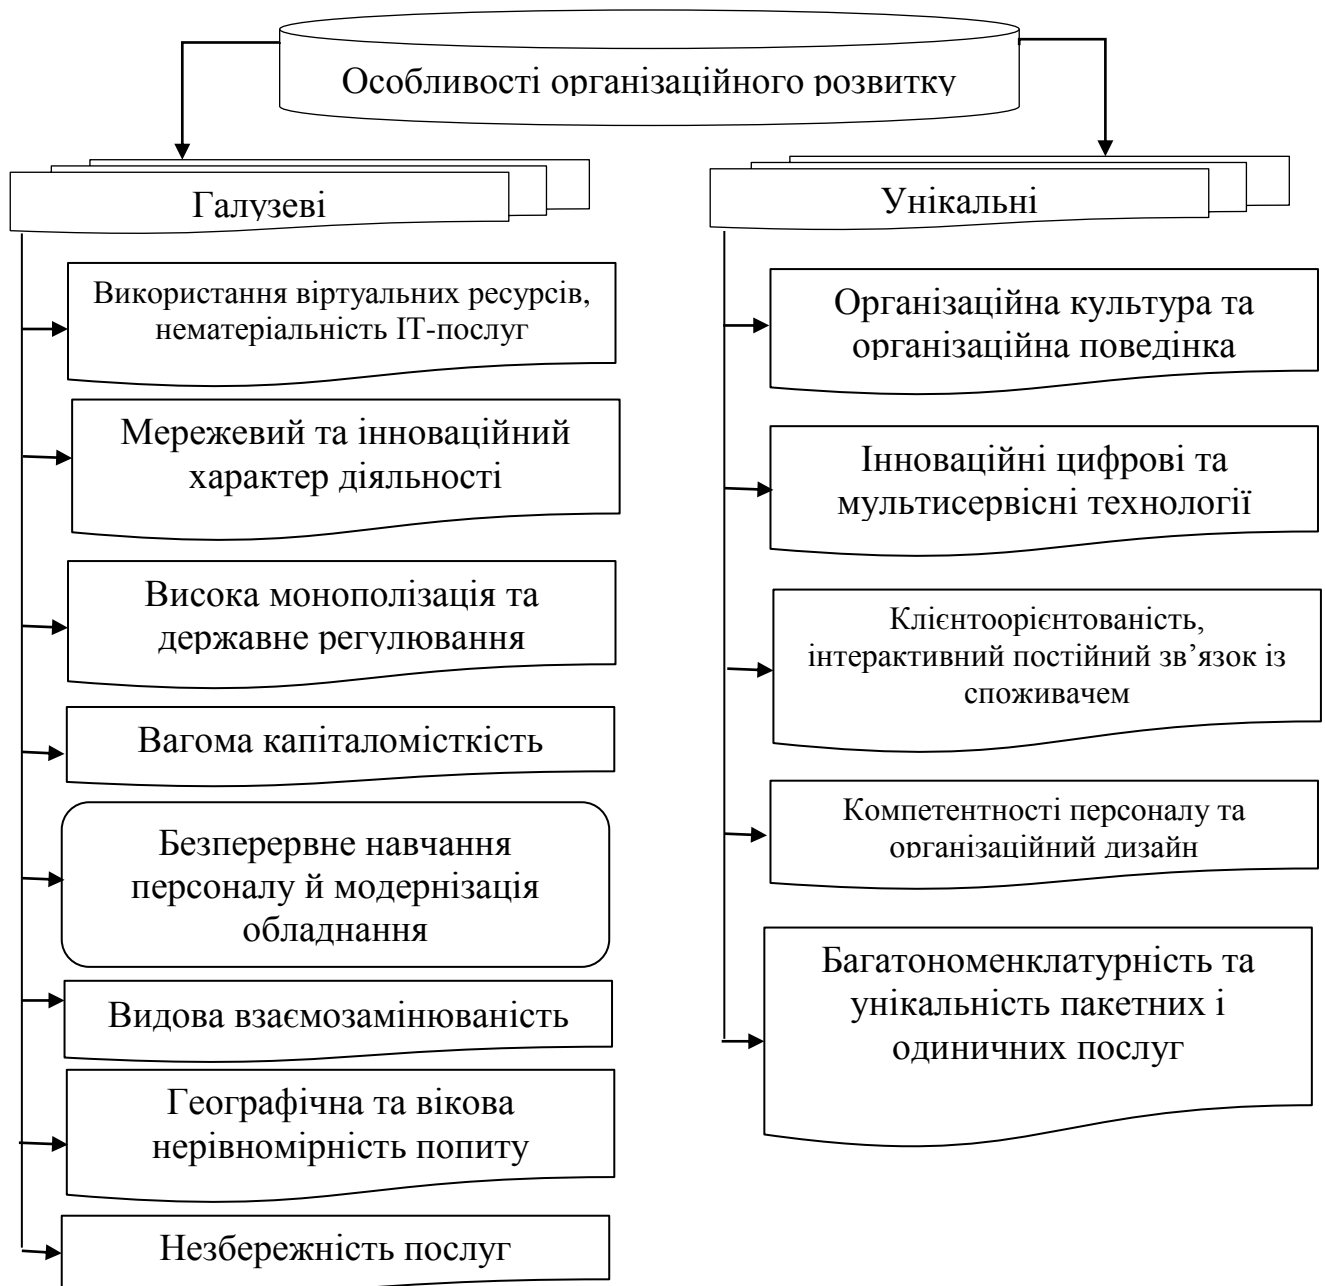 Особливості організаційного розвитку
Галузеві
Використання віртуальних ресурсів,
нематеріальність ІТ-послуг
Мережевий та інноваційний
характер діяльності
Висока монополізація та
державне регулювання
Вагома капіталомісткість
Безперервне навчання
персоналу й модернізація
обладнання
Видова взаємозамінюваність
Географічна та вікова
нерівномірність попиту
Незбережність послуг
Унікальні
Організаційна культура та
організаційна поведінка
Інноваційні цифрові та
мультисервісні технології
Клієнтоорієнтованість,
інтерактивний постійний зв’язок із
споживачем
Компетентності персоналу та
організаційний дизайн
Багатономенклатурність та
унікальність пакетних і
одиничних послуг